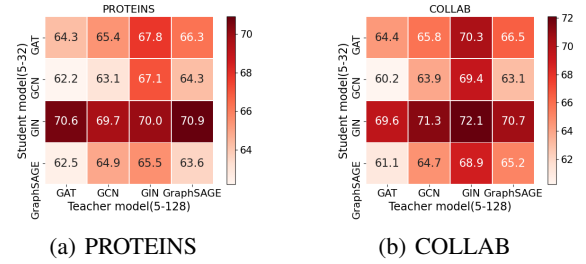 PROTEINS
Student model(5-32)
GAT
GCN
GIN
GraphSAGE
64.3 65.4 67.8 66.3
62.2 63.1 67.1 64.3
70.6 69.7 70.0 70.9
62.5 64.9 65.5 63.6
GAT GCN GIN GraphSAGE
Teacher model(5-128)
70
68
66
64
(a) PROTEINS
COLLAB
Student model(5-32)
GAT
GCN
GIN
GraphSAGE
64.4 65.8 70.3 66.5
60.2 63.9 69.4 63.1
69.6 71.3 72.1 70.7
61.1 64.7 68.9 65.2
GAT GCN GIN GraphSAGE
Teacher model(5-128)
72
70
68
66
64
62
(b) COLLAB